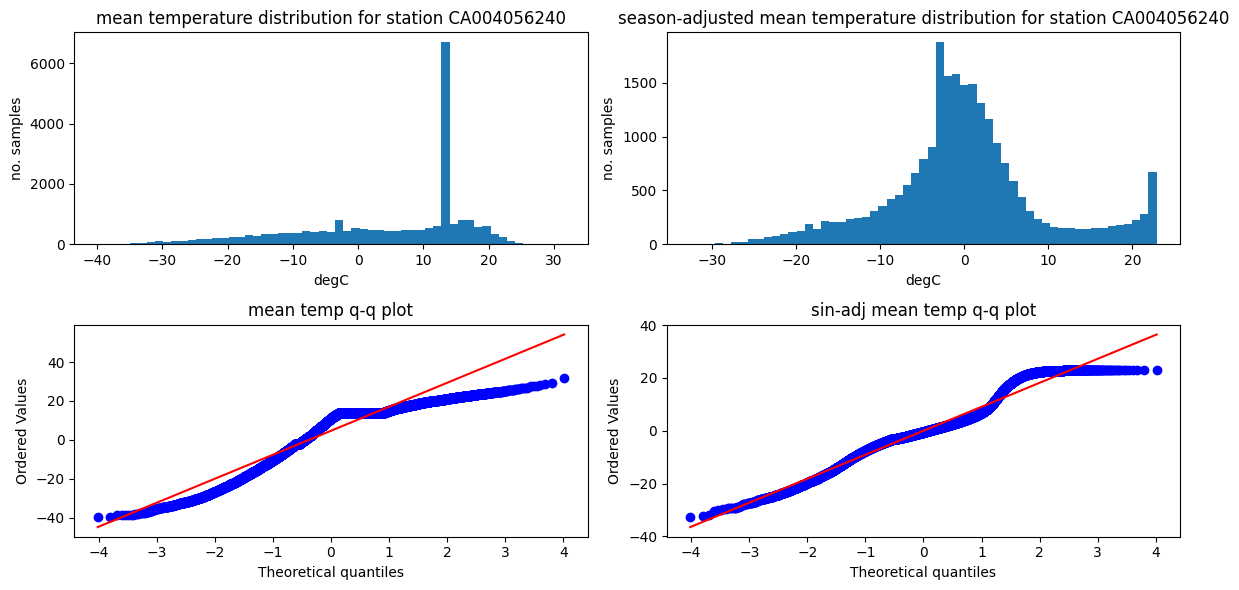 mean temperature distribution for station CA004056240
no. samples
6000
4000
2000
0
−40 −30 −20 −10 0 10 20 30
degC
season-adjusted mean temperature distribution for station CA004056240
no. samples
1500
1000
500
0
−30 −20 −10 0 10 20
degC
mean temp q-q plot
Ordered Values
40
20
0
−20
−40
−4 −3 −2 −1 0 1 2 3 4
Theoretical quantiles
sin-adj mean temp q-q plot
Ordered Values
40
20
0
−20
−40
−4 −3 −2 −1 0 1 2 3 4
Theoretical quantiles